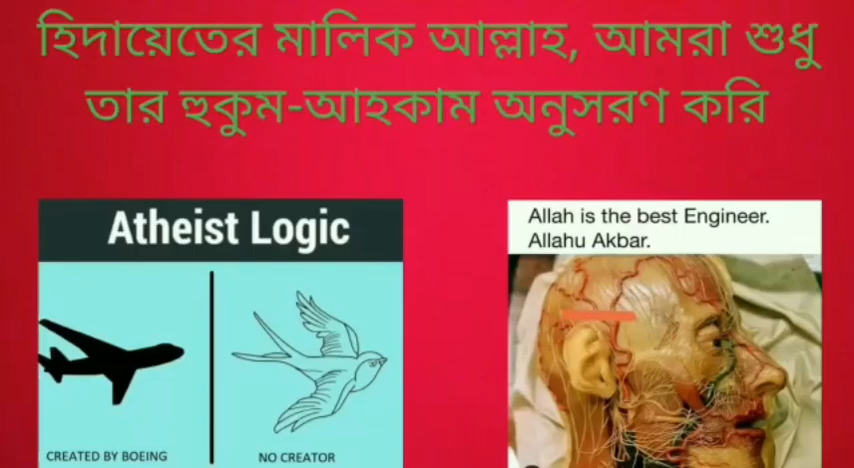 হিদায়েতের মালিক আল্লাহ, আমরা শুধু
তার হুকুম-আহকাম অনুসরণ করি
Atheist Logic
CREATED BY BOEING
NO CREATOR
Allah is the best Engineer.
Allahu Akbar.